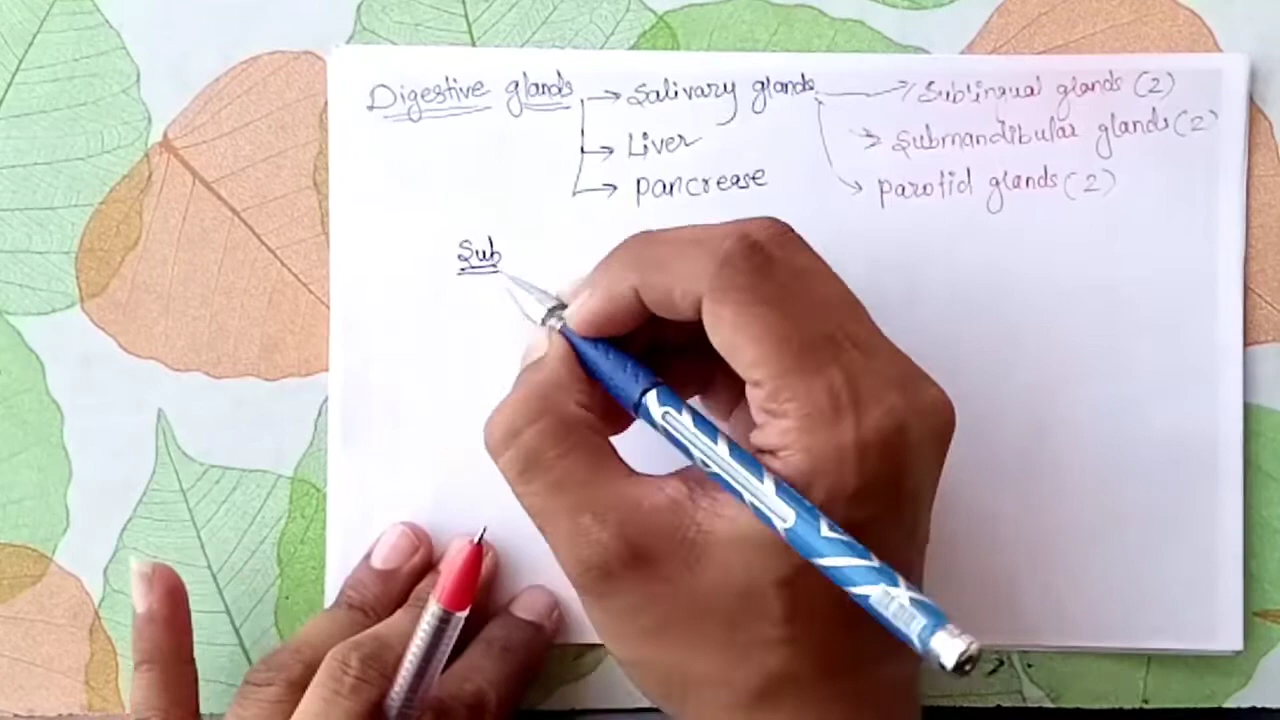 Digestive glands → Salivary glands → Sublingual glands (2)
→ Submandibular glands (2)
→ Liver
→ pancrease → parotid glands (2)
Sub